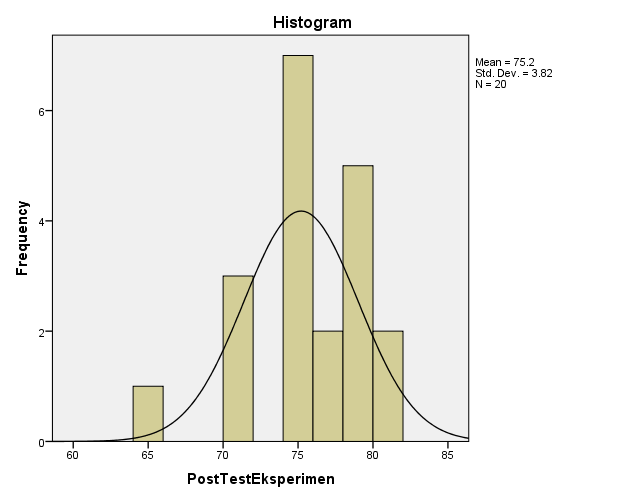 Histogram
Mean = 75.2
Std. Dev. = 3.82
N = 20
6
4
2
0
Frequency
60 65 70 75 80 85
PostTestEksperimen